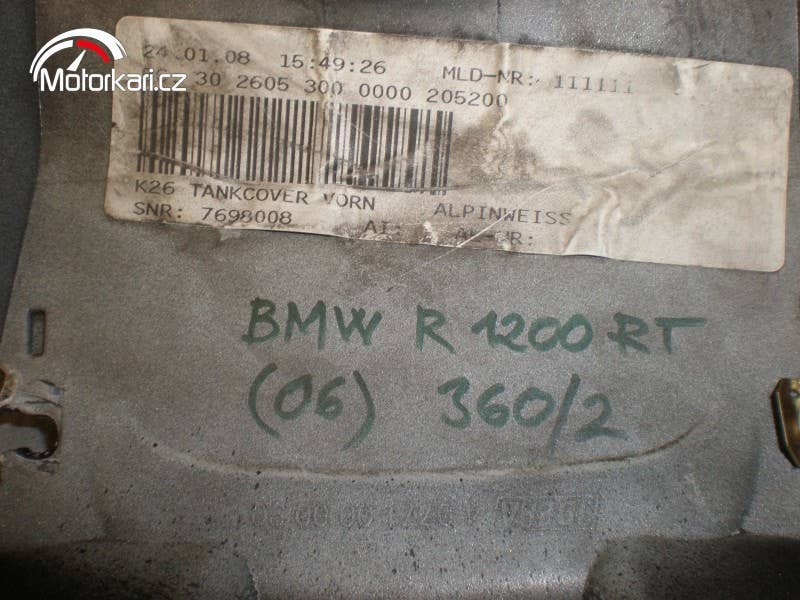 Motorkari.cz
24.01.08 15:49:26 MLD-NR: 111111
30 2605 300 0000 205200
K26 TANKCOVER VORN ALPINWEISS
SNR: 7698008 AI:
BMW R 1200 RT
(06) 360/2